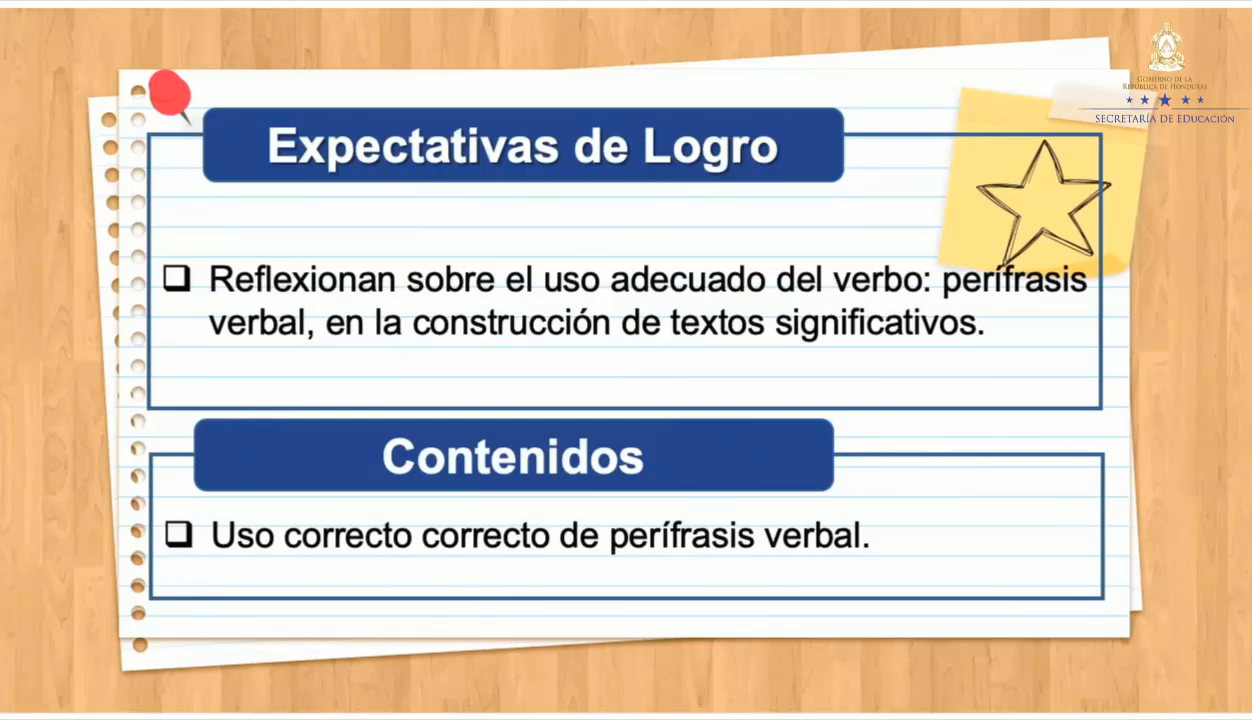 GOBIERNO DE LA
REPÚBLICA DE HONDURAS
SECRETARÍA DE EDUCACIÓN
Expectativas de Logro
Reflexionan sobre el uso adecuado del verbo: perífrasis
verbal, en la construcción de textos significativos.
Contenidos
Uso correcto correcto de perífrasis verbal.